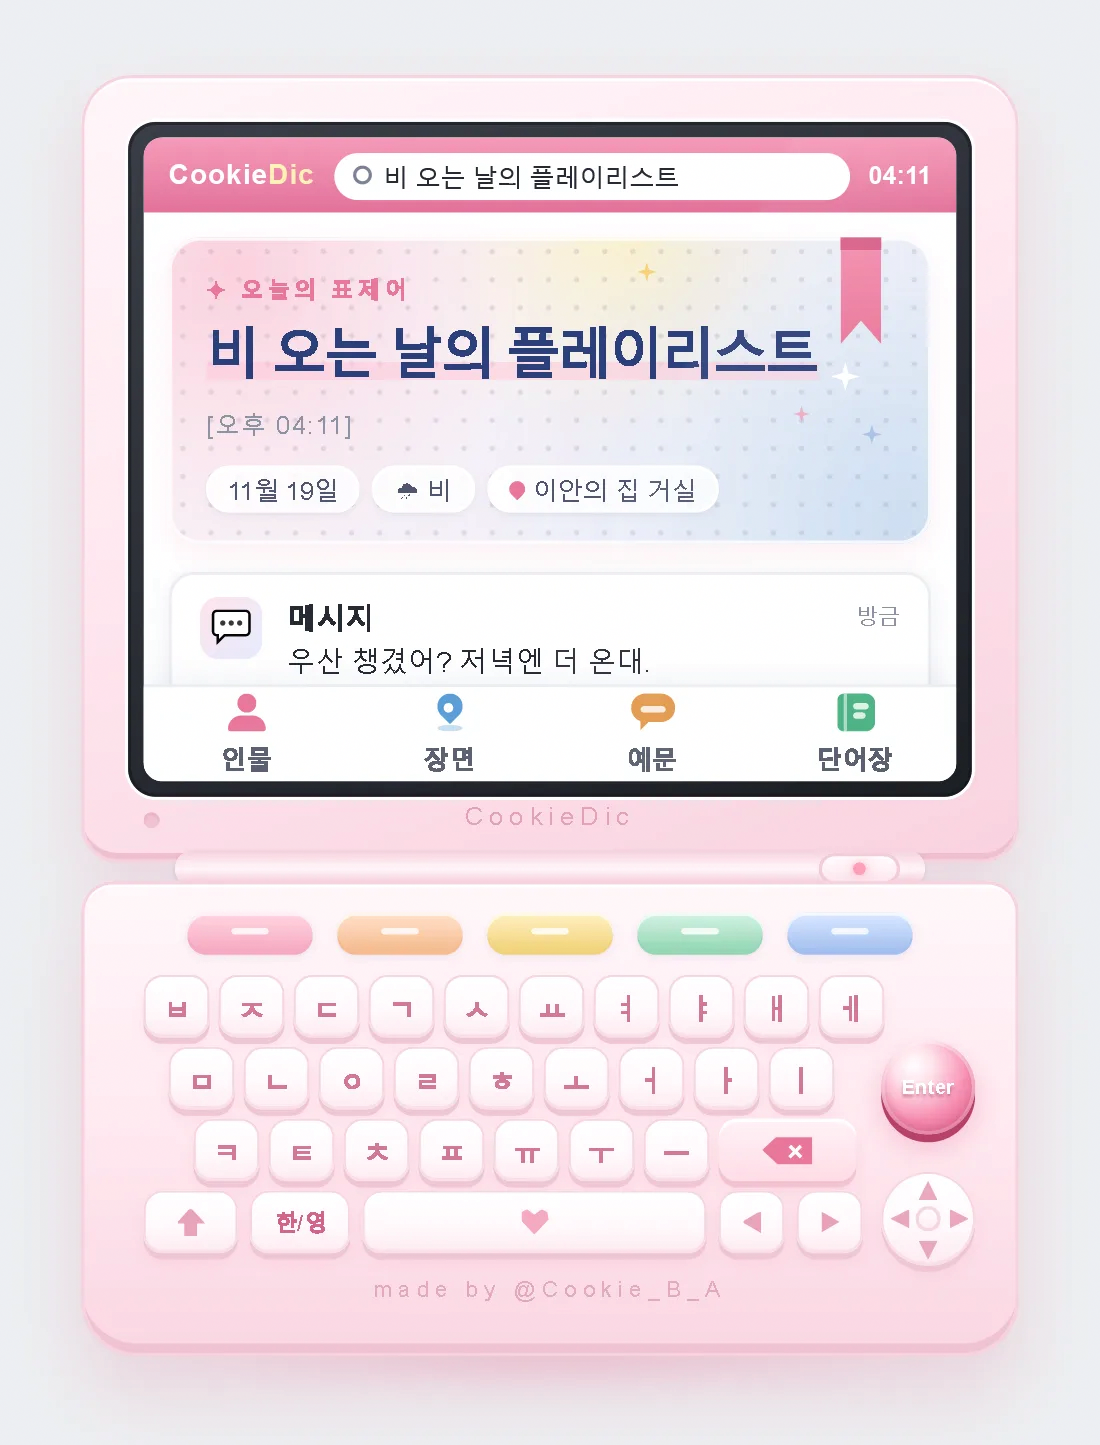 CookieDic 비 오는 날의 플레이리스트 04:11
오늘의 표제어
비 오는 날의 플레이리스트
[오후 04:11]
11월 19일 비 이안의 집 거실
메시지 방금
우산 챙겼어? 저녁엔 더 온대.
인물 장면 예문 단어장
CookieDic
ㅂ ㅈ ㄷ ㄱ ㅅ ㅛ ㅕ ㅑ ㅐ ㅔ
ㅁ ㄴ ㅇ ㄹ ㅎ ㅗ ㅓ ㅏ ㅣ
Enter
ㅋ ㅌ ㅊ ㅍ ㅠ ㅜ ㅡ
한/영
made by @Cookie_B_A